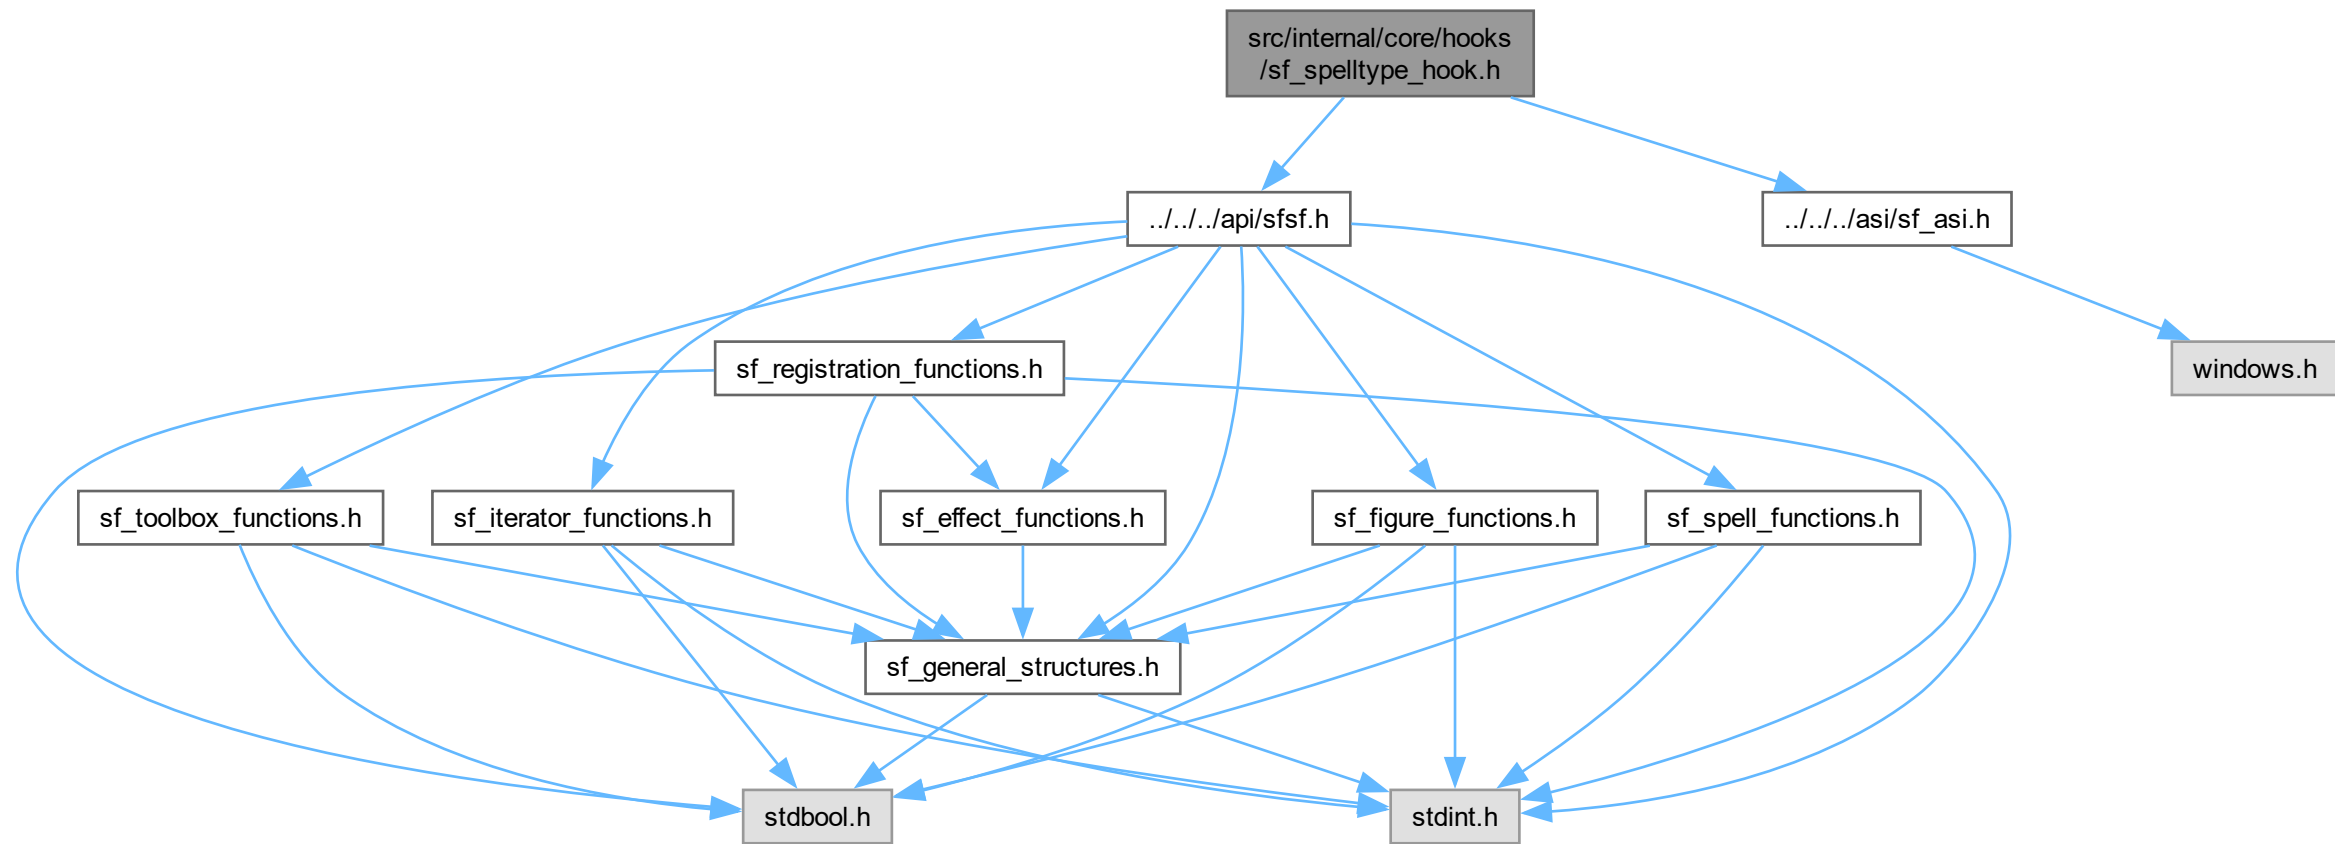 src/internal/core/hooks
/sf_spelltype_hook.h
../../../api/sfsf.h
../../../asi/sf_asi.h
sf_registration_functions.h
windows.h
sf_toolbox_functions.h
sf_iterator_functions.h
sf_effect_functions.h
sf_figure_functions.h
sf_spell_functions.h
sf_general_structures.h
stdbool.h
stdint.h